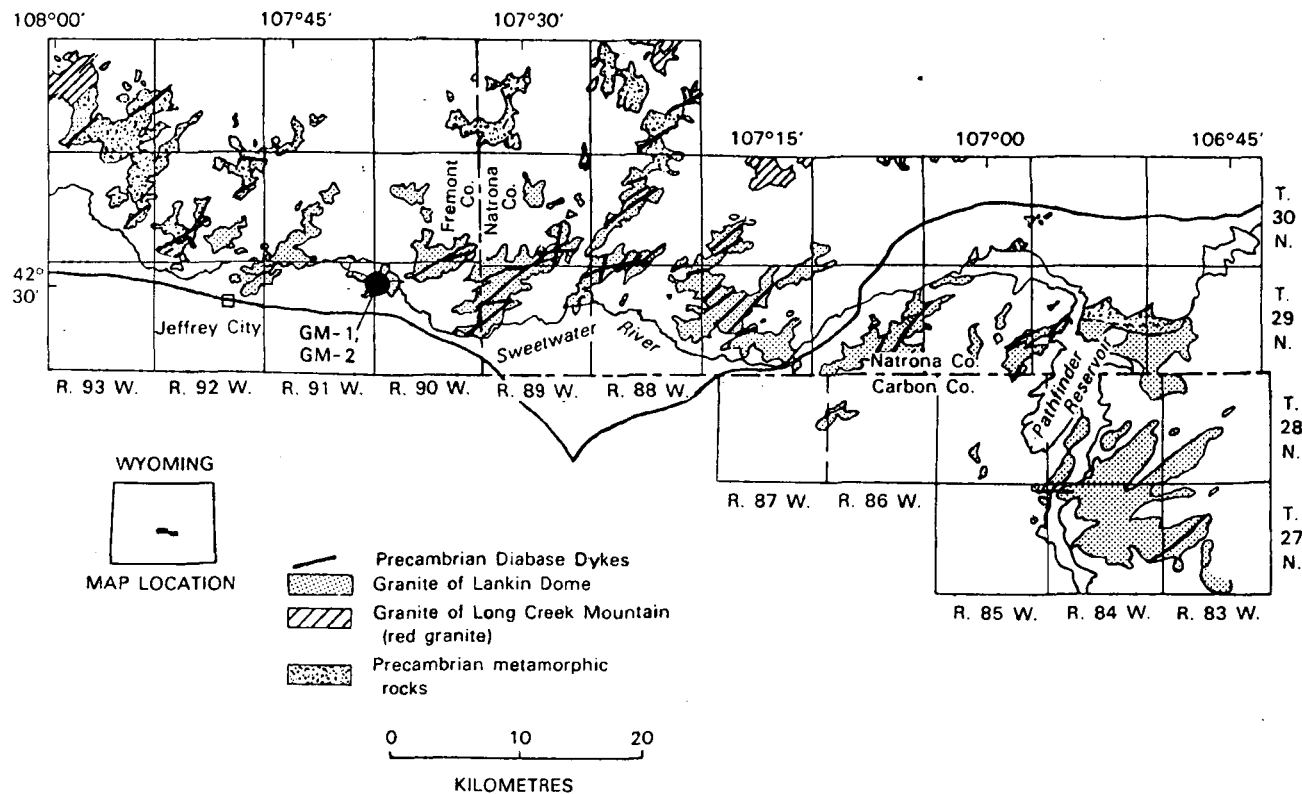 108°00′
107°45′
107°30′
107°15′
107°00′
106°45′
Fremont
Co.
Natrona
Co.
T.
30
N.
42°
30′
Jeffrey City
GM-1,
GM-2
Sweetwater River
T.
29
N.
Natrona Co.
Carbon Co.
Pathfinder
Reservoir
R. 93 W. R. 92 W. R. 91 W. R. 90 W. R. 89 W. R. 88 W.
T.
28
N.
R. 87 W. R. 86 W.
T.
27
N.
R. 85 W. R. 84 W. R. 83 W.
WYOMING
MAP LOCATION
Precambrian Diabase Dykes
Granite of Lankin Dome
Granite of Long Creek Mountain
(red granite)
Precambrian metamorphic
rocks
0 10 20
KILOMETRES